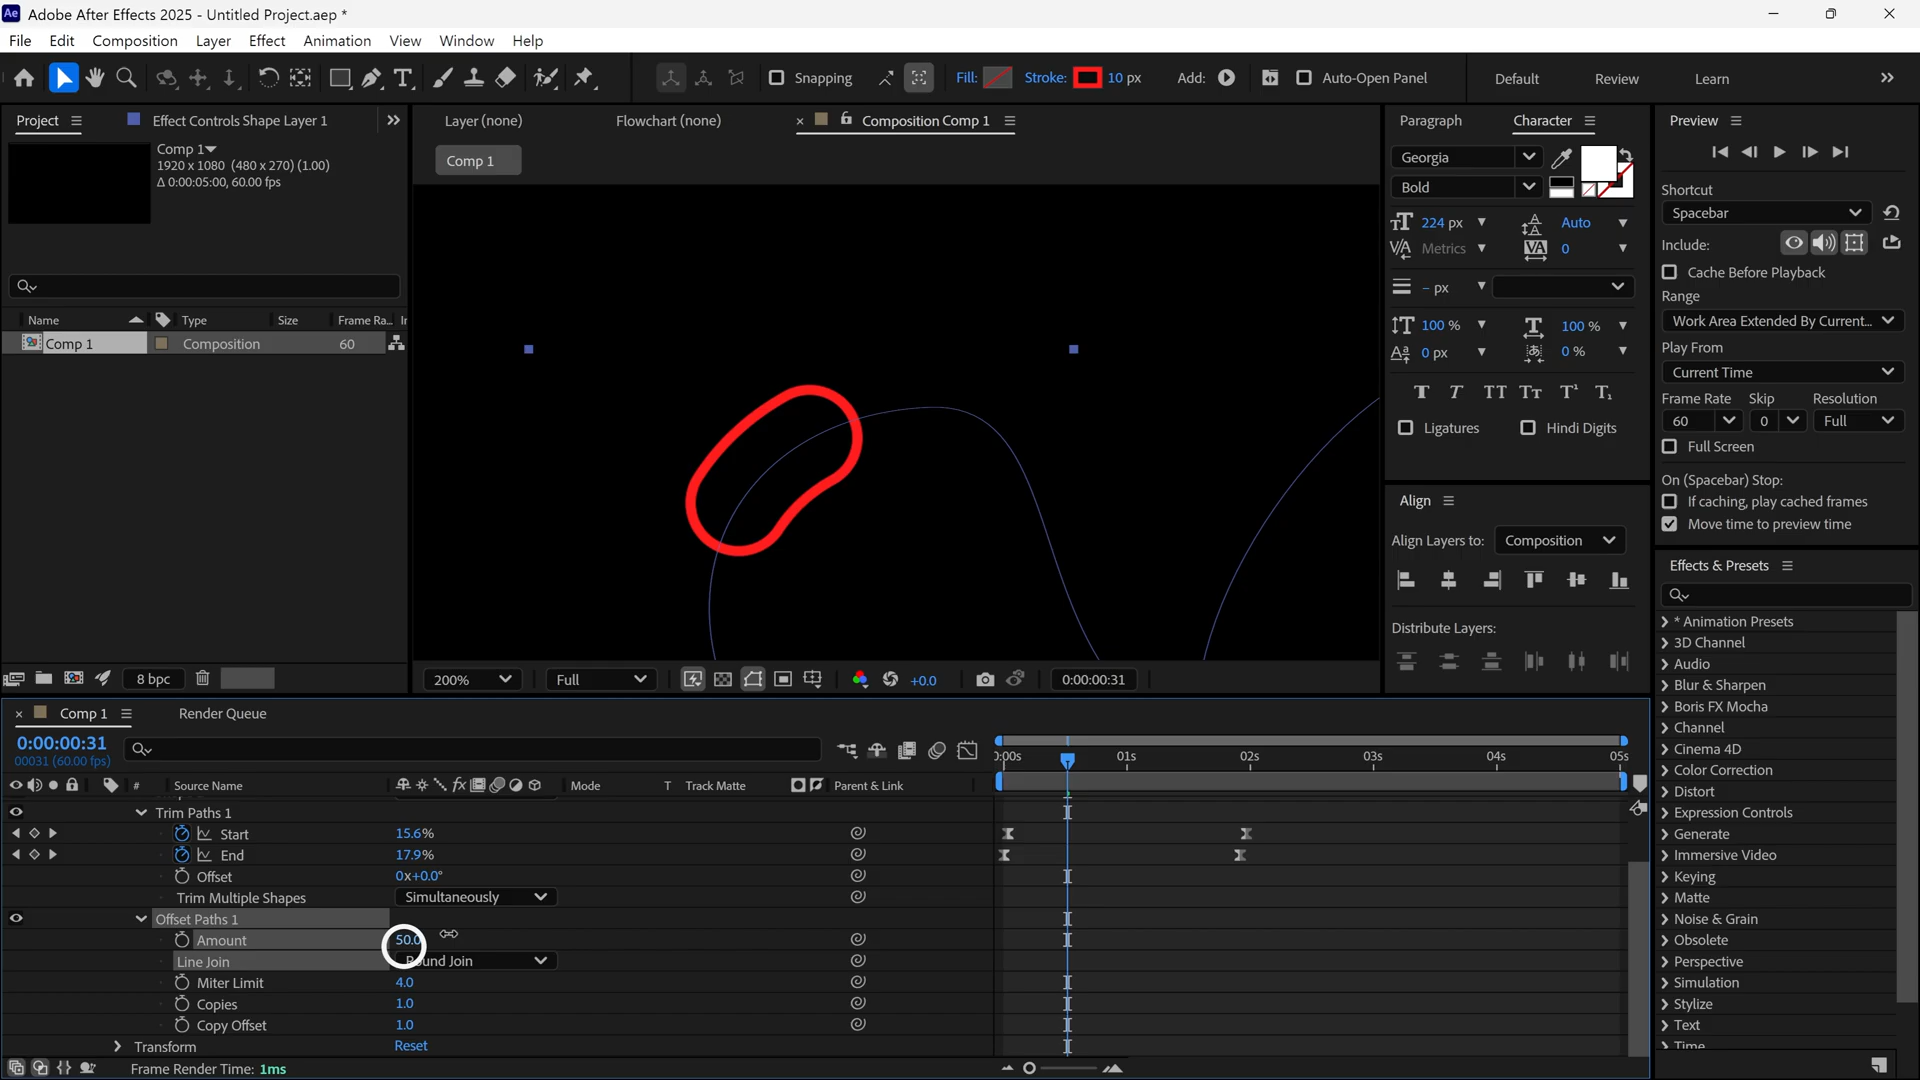 Adobe After Effects 2025 - Untitled Project.aep *
File Edit Composition Layer Effect Animation View Window Help
Snapping Fill: Stroke: 10 px Add: Auto-Open Panel Default Review Learn
Project Effect Controls Shape Layer 1
Comp 1
1920 x 1080 (480 x 270) (1.00)
Δ 0:00:05:00, 60.00 fps
Name Type Size Frame Ra...
Comp 1 Composition 60
8 bpc
Layer (none) Flowchart (none) Composition Comp 1
Comp 1
200% Full +0.0 0:00:00:31
Paragraph Character
Georgia
Bold
224 px Auto
Metrics 0
– px
100 % 100 %
0 px 0 %
Ligatures Hindi Digits
Align
Align Layers to: Composition
Distribute Layers:
Preview
Shortcut
Spacebar
Include:
Cache Before Playback
Range
Work Area Extended By Current...
Play From
Current Time
Frame Rate Skip Resolution
60 0 Full
Full Screen
On (Spacebar) Stop:
If caching, play cached frames
Move time to preview time
Effects & Presets
* Animation Presets
3D Channel
Audio
Blur & Sharpen
Boris FX Mocha
Channel
Cinema 4D
Color Correction
Distort
Expression Controls
Generate
Immersive Video
Keying
Matte
Noise & Grain
Obsolete
Perspective
Simulation
Stylize
Text
Time
Comp 1 Render Queue
0:00:00:31
00031 (60.00 fps)
:00s 01s 02s 03s 04s 05s
# Source Name Mode T Track Matte Parent & Link
Trim Paths 1
Start 15.6%
End 17.9%
Offset 0x+0.0°
Trim Multiple Shapes Simultaneously
Offset Paths 1
Amount 50.0
Line Join Round Join
Miter Limit 4.0
Copies 1.0
Copy Offset 1.0
Transform Reset
Frame Render Time: 1ms